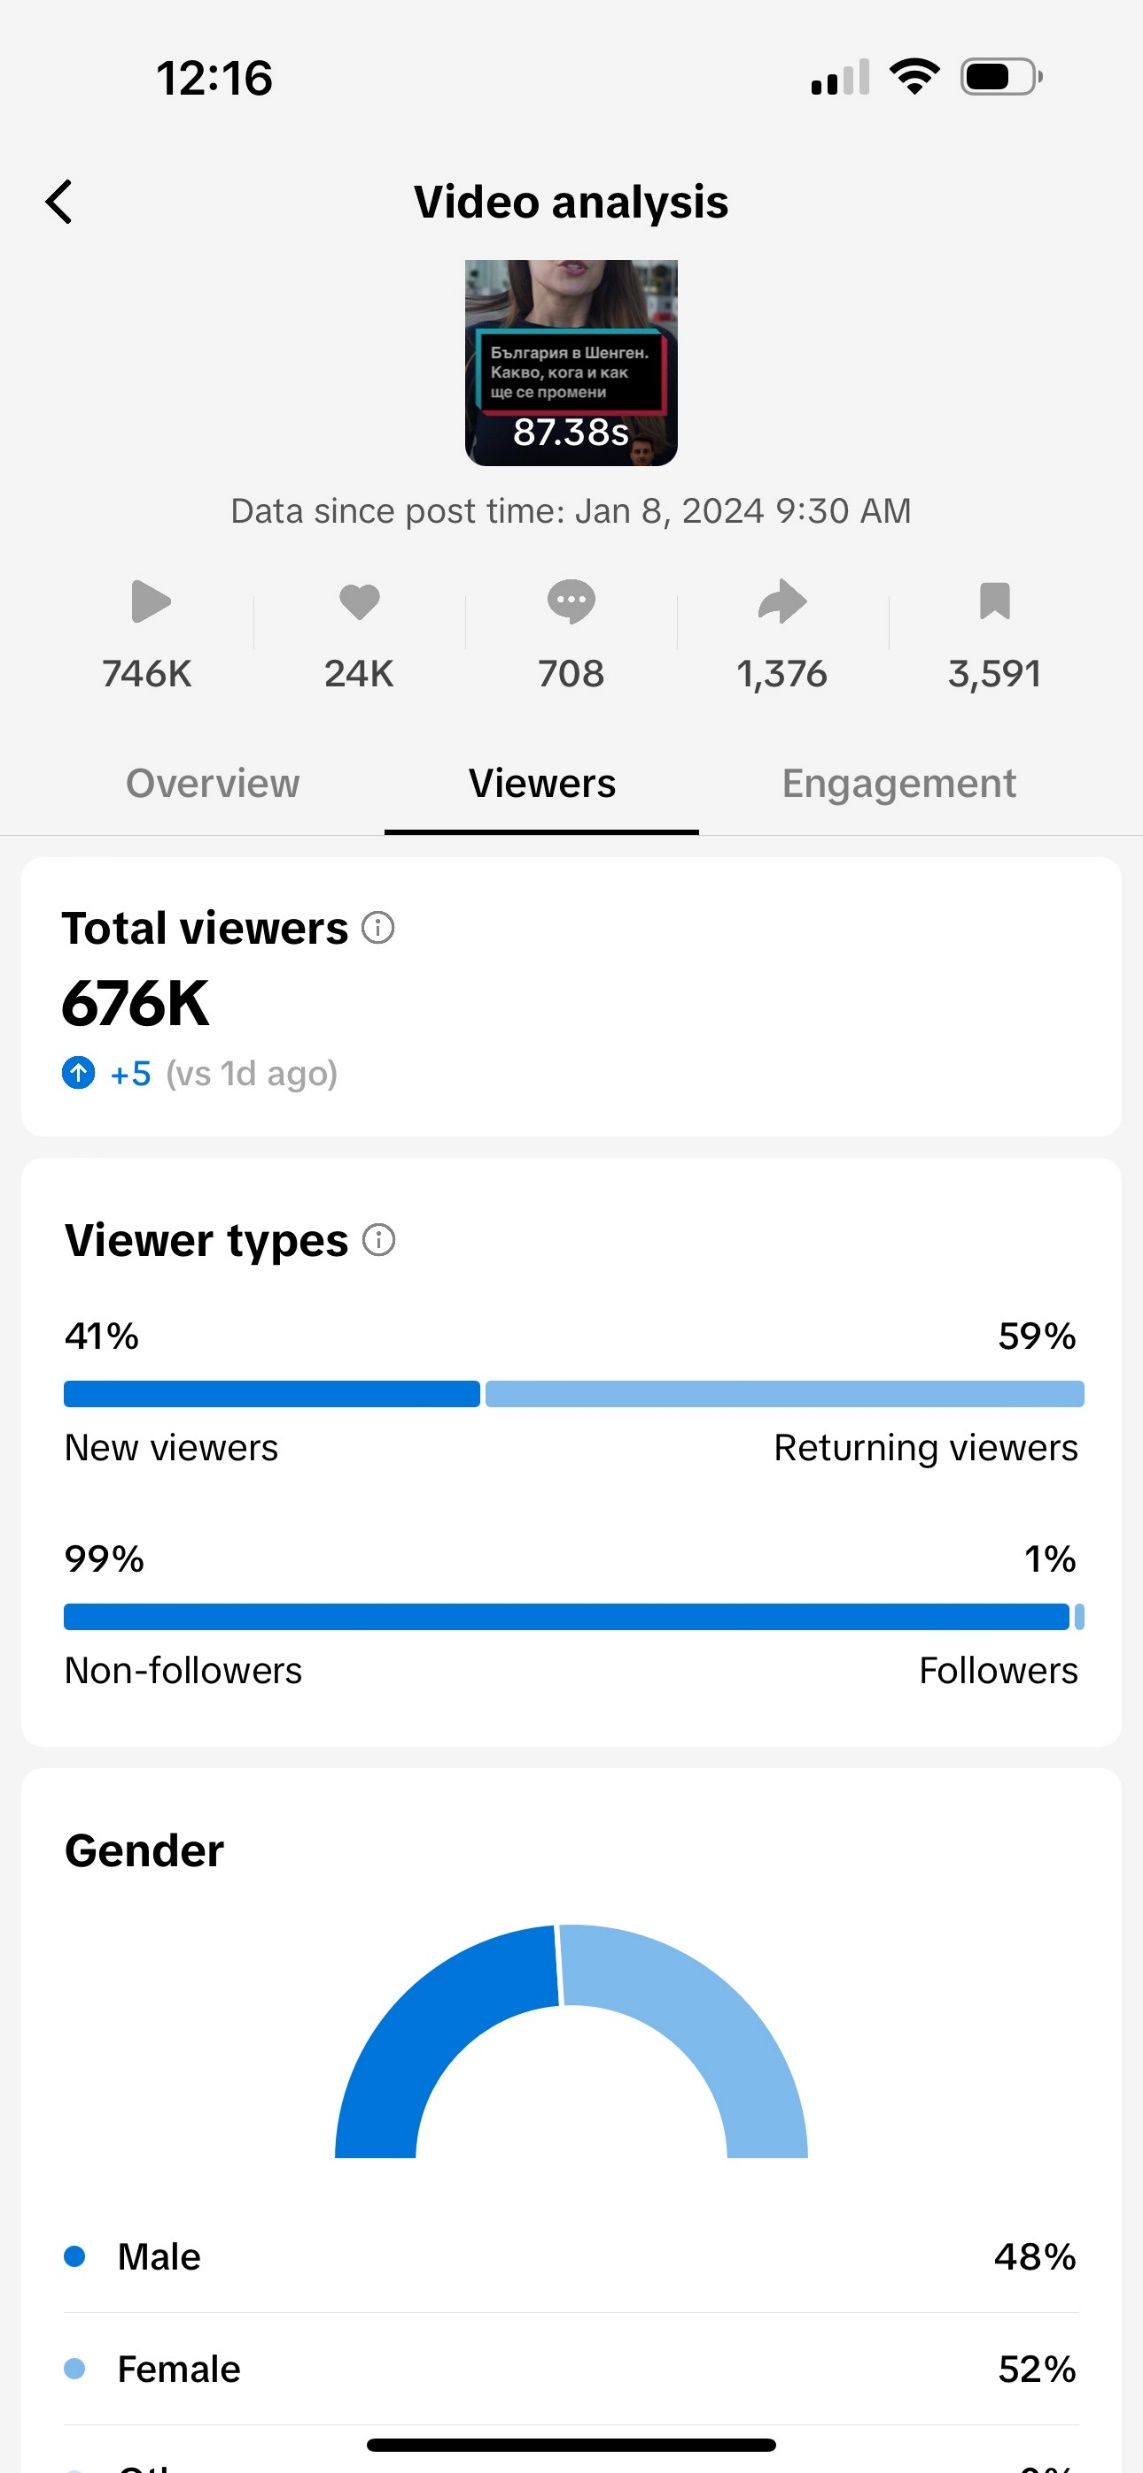 12:16
Video analysis
България в Шенген.
Какво, кога и как
ще се промени
87.38s
Data since post time: Jan 8, 2024 9:30 AM
746K 24K 708 1,376 3,591
Overview Viewers Engagement
Total viewers
676K
+5 (vs 1d ago)
Viewer types
41% 59%
New viewers Returning viewers
99% 1%
Non-followers Followers
Gender
Male 48%
Female 52%